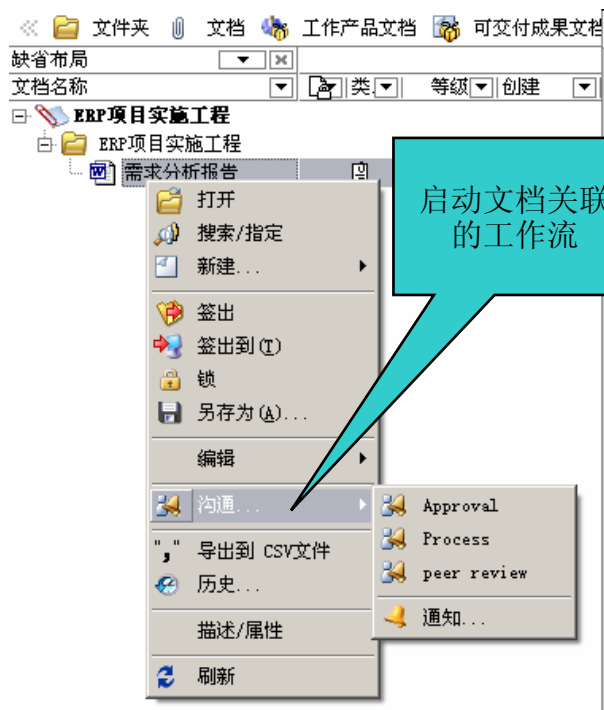 文件夹 文档 工作产品文档 可交付成果文档
缺省布局
文档名称 类. 等级 创建
ERP项目实施工程
ERP项目实施工程
需求分析报告
启动文档关联
的工作流
打开
搜索/指定
新建...
签出
签出到(T)
锁
另存为(A)...
编辑
沟通...
Approval
Process
peer review
通知...
导出到 CSV文件
历史...
描述/属性
刷新